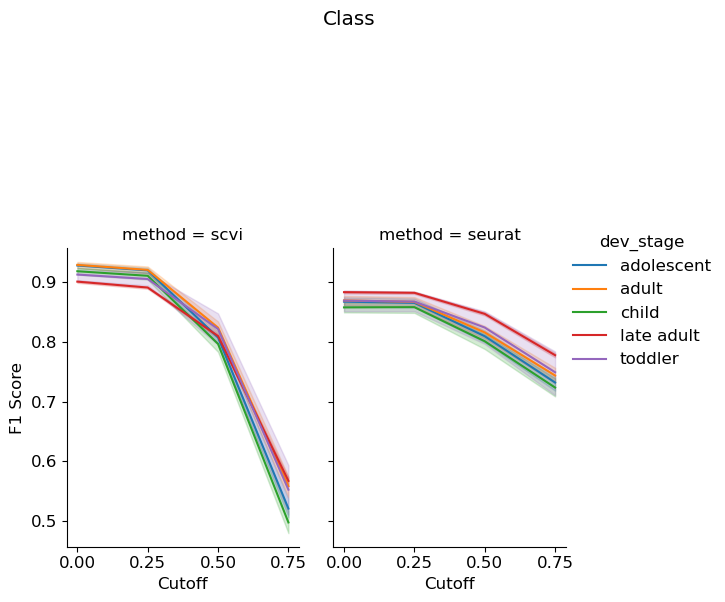 Class
method = scvi
method = seurat
dev_stage
adolescent
adult
child
late adult
toddler
F1 Score
0.9
0.8
0.7
0.6
0.5
0.00 0.25 0.50 0.75
0.00 0.25 0.50 0.75
Cutoff
Cutoff